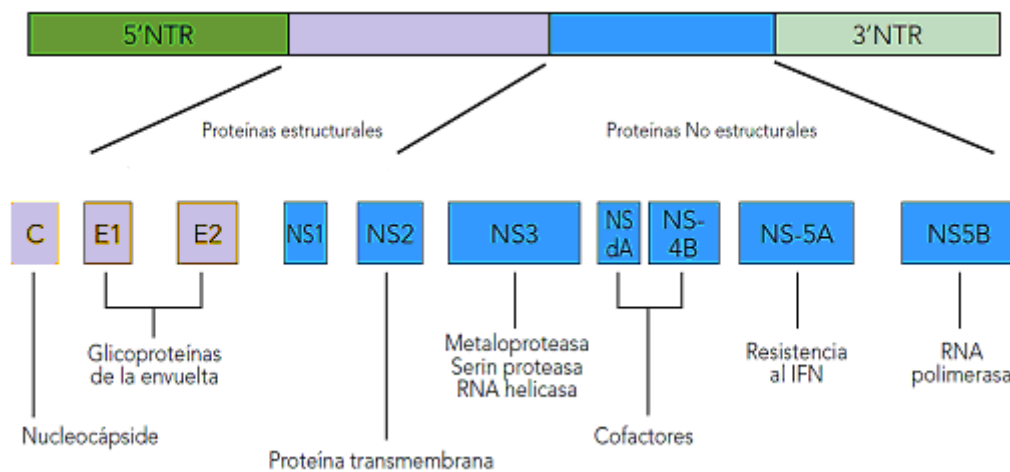 5'NTR
3'NTR
Proteínas estructurales
Proteínas No estructurales
C
E1
E2
NS1
NS2
NS3
NS
dA
NS-
4B
NS-5A
NS5B
Glicoproteínas
de la envuelta
Metaloproteasa
Serin proteasa
RNA helicasa
Resistencia
al IFN
RNA
polimerasa
Nucleocápside
Cofactores
Proteína transmembrana